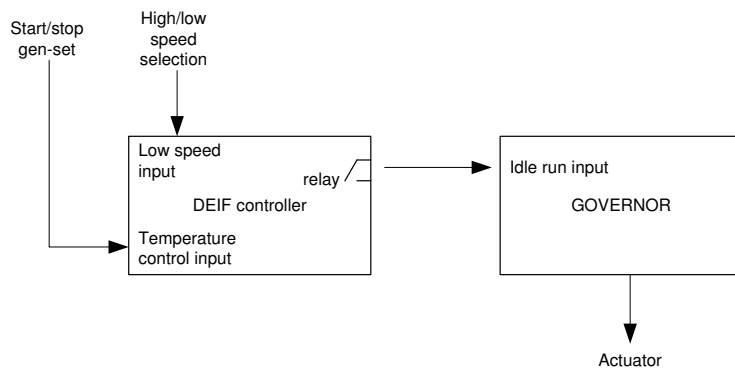 Start/stop
gen-set
High/low
speed
selection
Low speed
input
relay
DEIF controller
Temperature
control input
Idle run input
GOVERNOR
Actuator